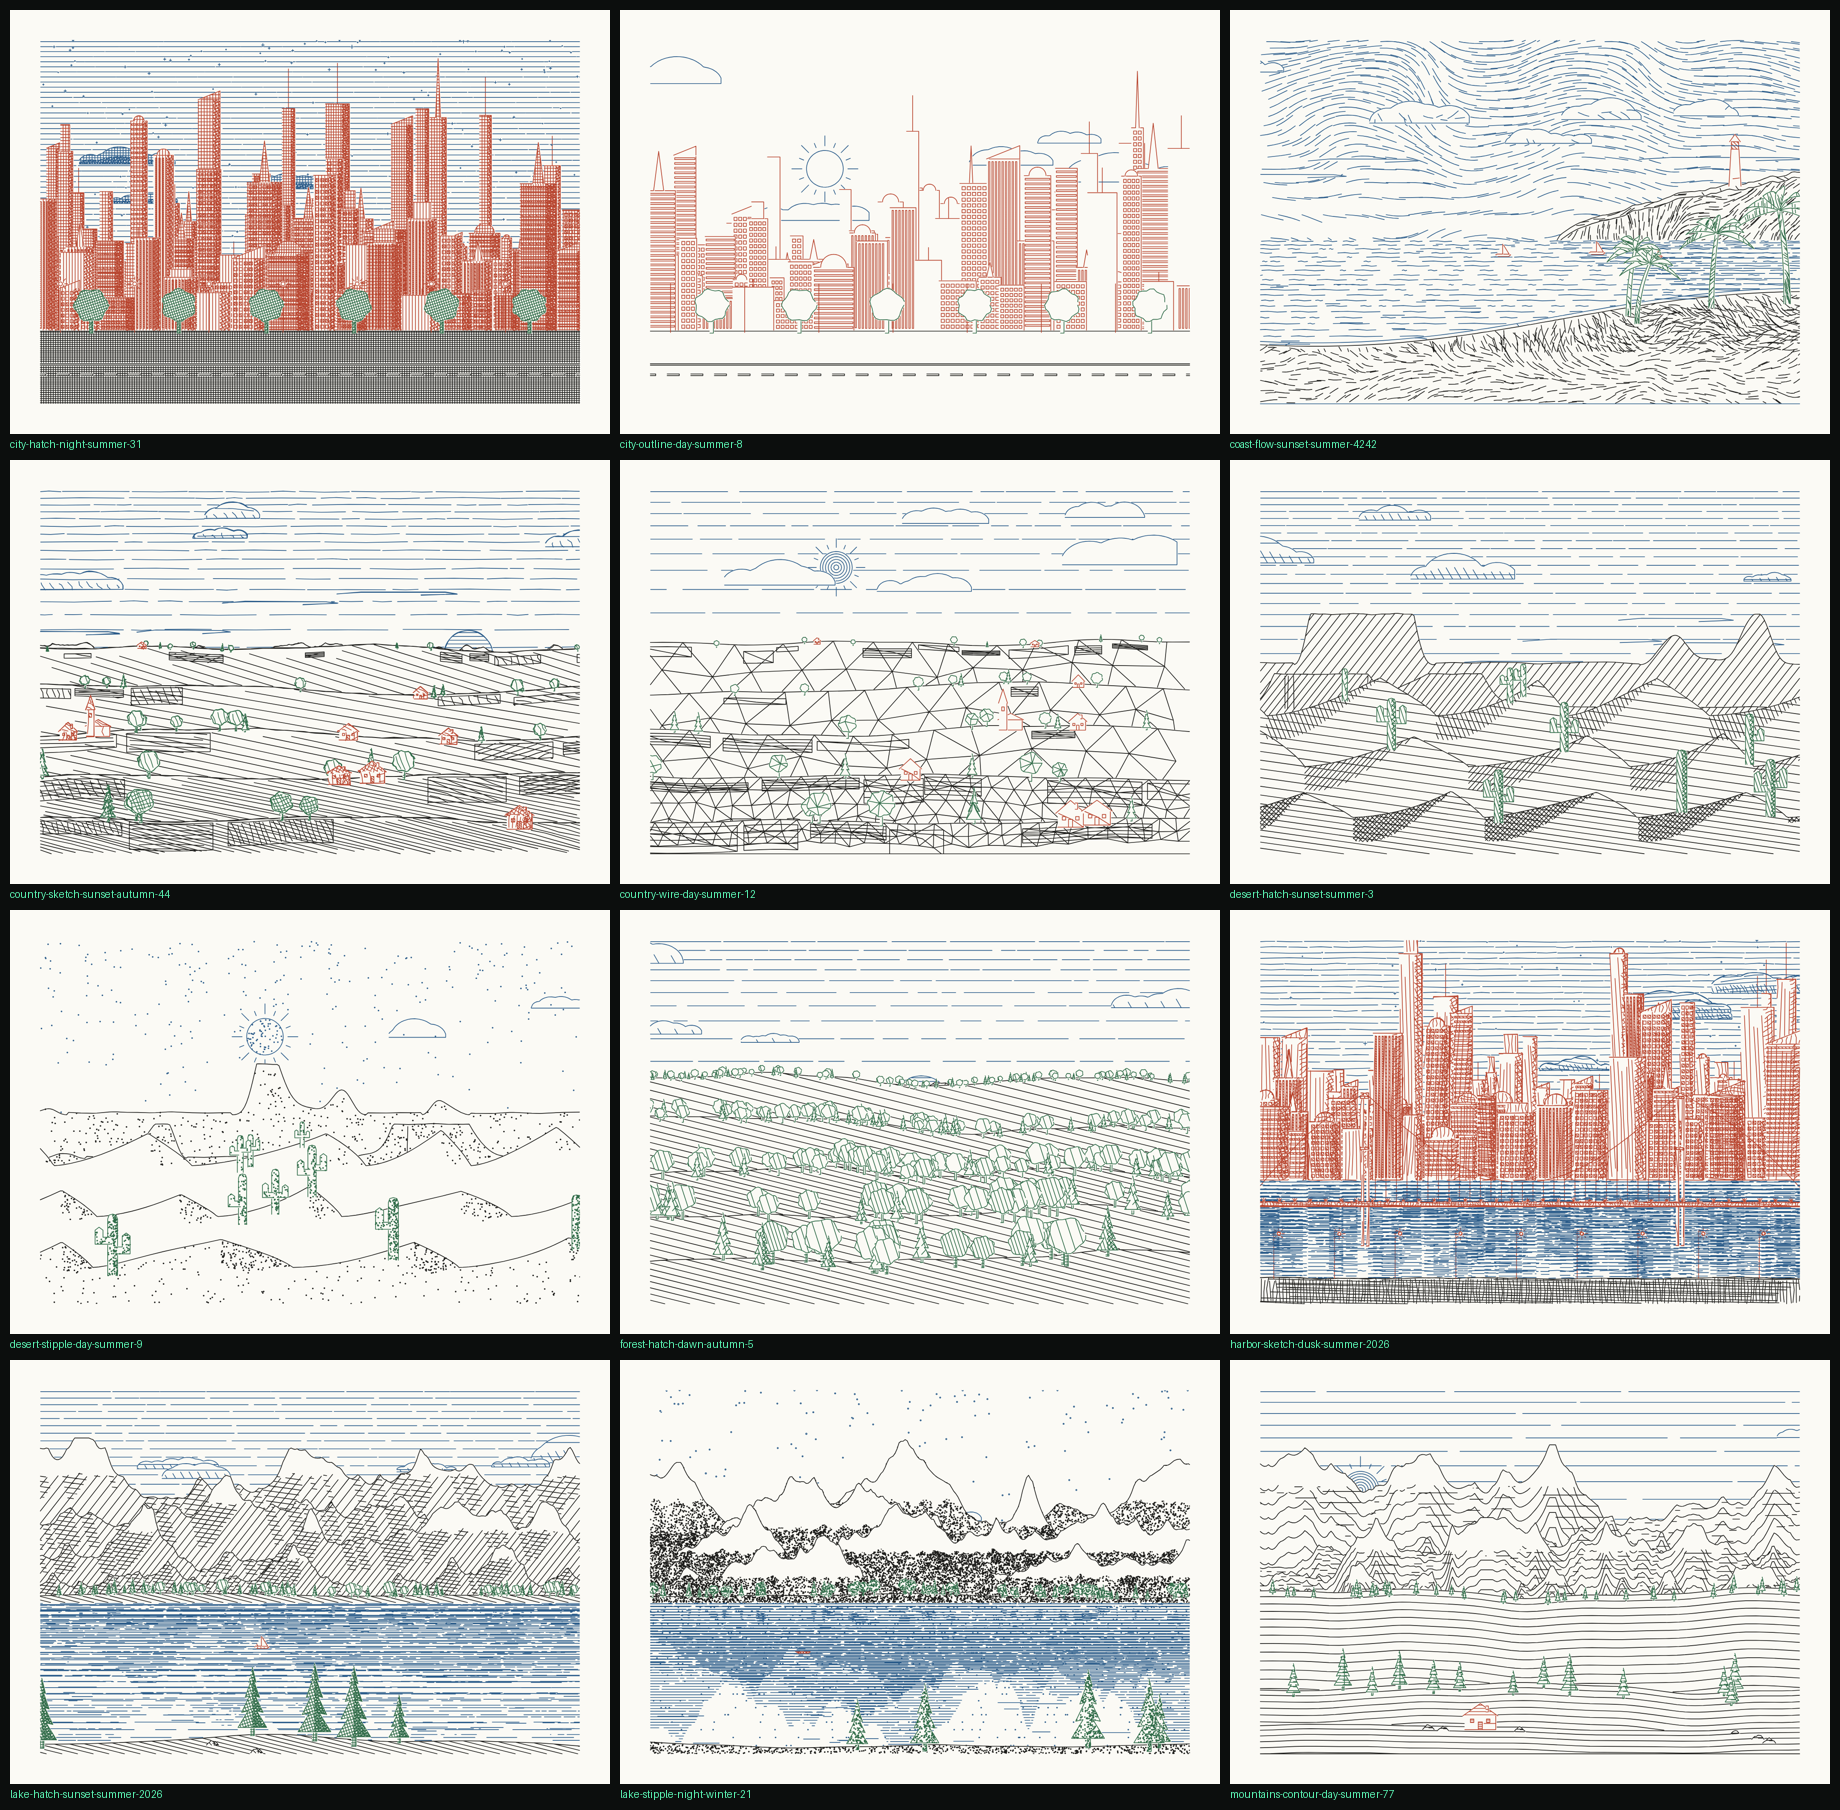 city-hatch-night-summer-31
city-outline-day-summer-8
coast-flow-sunset-summer-4242
country-sketch-sunset-autumn-44
country-wire-day-summer-12
desert-hatch-sunset-summer-3
desert-stipple-day-summer-9
forest-hatch-dawn-autumn-5
harbor-sketch-dusk-summer-2026
lake-hatch-sunset-summer-2026
lake-stipple-night-winter-21
mountains-contour-day-summer-77